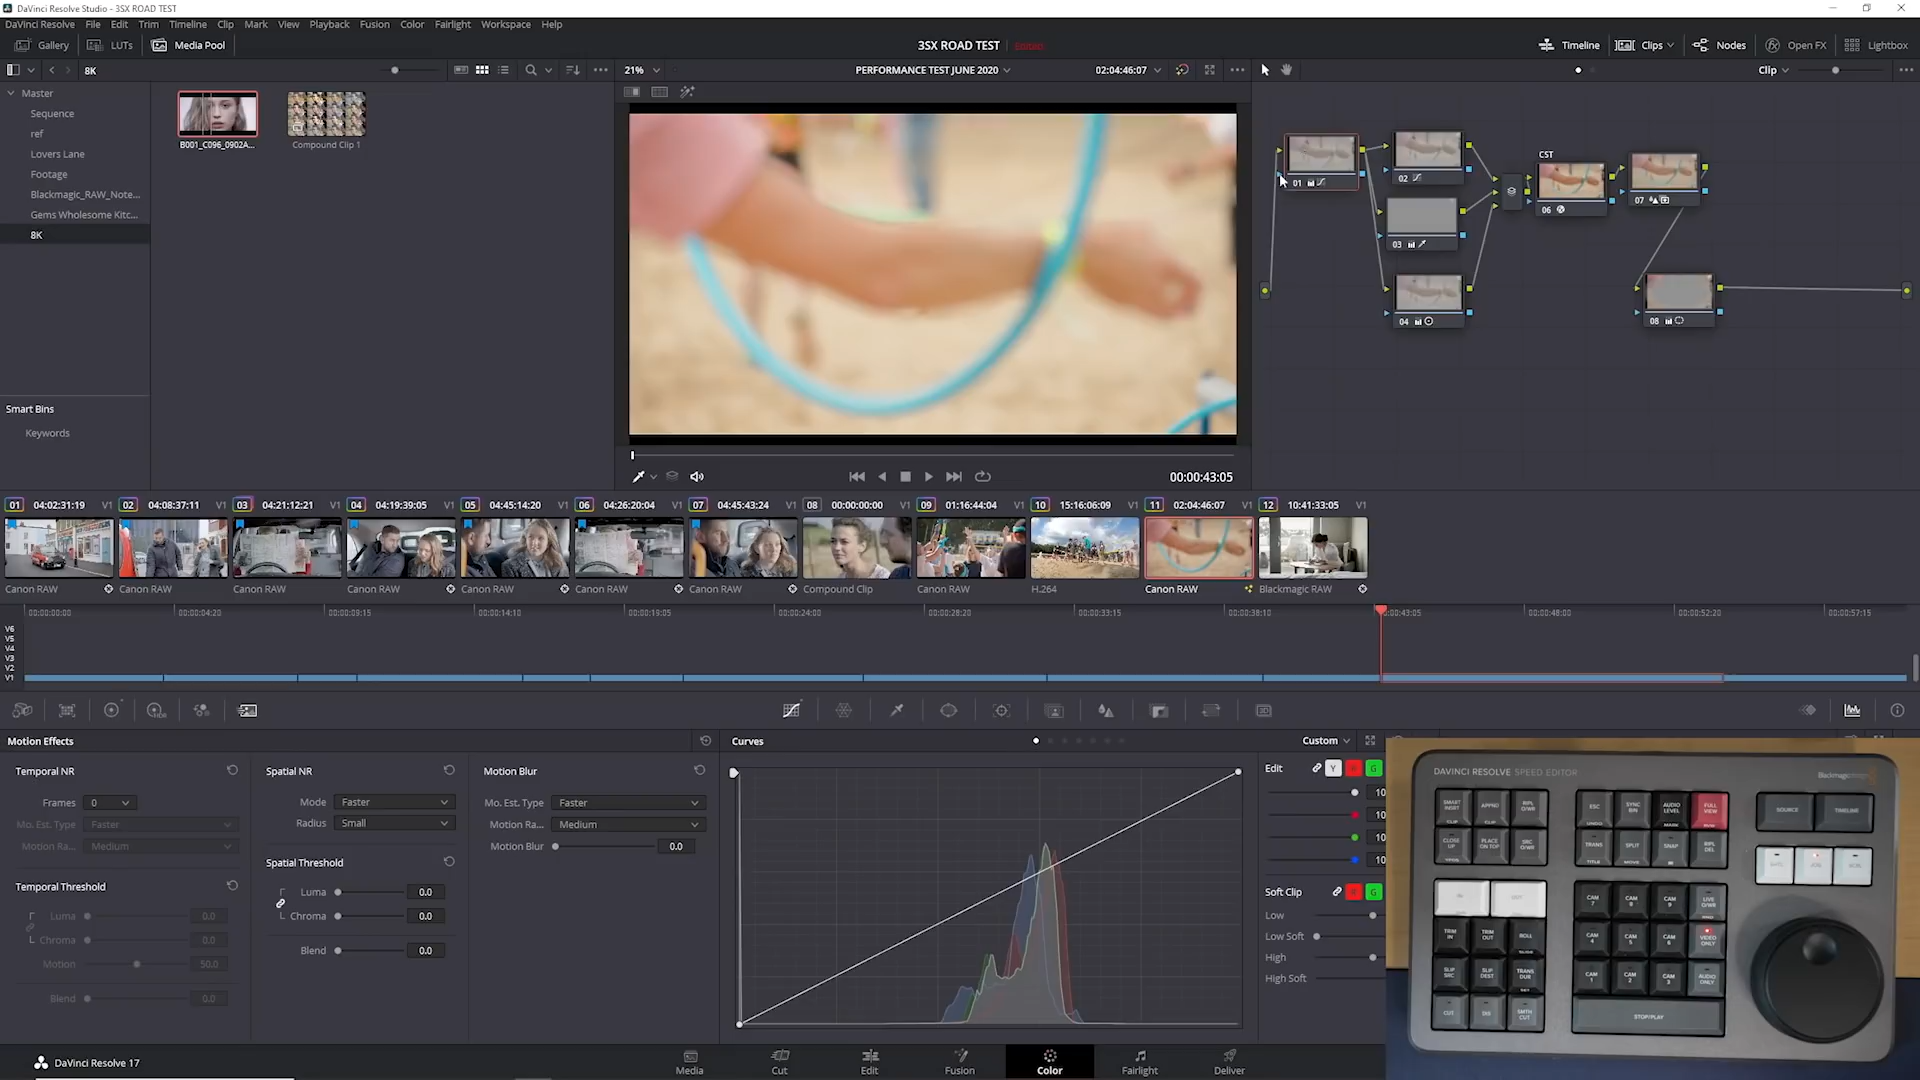 DaVinci Resolve Studio - 3SX ROAD TEST
DaVinci Resolve File Edit Trim Timeline Clip Mark View Playback Fusion Color Fairlight Workspace Help
Gallery LUTs Media Pool 3SX ROAD TEST Timeline Clips Nodes Open FX Lightbox
8K 21% PERFORMANCE TEST JUNE 2020 02:04:46:07 Clip
Master
Sequence
ref
Lovers Lane
Footage
Blackmagic_RAW_Note...
Gems Wholesome Kitc...
8K
B001_C096_0902A... Compound Clip 1
Smart Bins
Keywords
01
02
03
04
CST
06
07
08
00:00:43:05
01 04:02:31:19 V1 02 04:08:37:11 V1 03 04:21:12:21 V1 04 04:19:39:05 V1 05 04:45:14:20 V1 06 04:26:20:04 V1 07 04:45:43:24 V1 08 00:00:00:00 V1 09 01:16:44:04 V1 10 15:16:06:09 V1 11 02:04:46:07 V1 12 10:41:33:05 V1
Canon RAW Canon RAW Canon RAW Canon RAW Canon RAW Canon RAW Canon RAW Compound Clip Canon RAW H.264 Canon RAW Blackmagic RAW
00:00:00:00 00:00:04:20 00:00:09:15 00:00:14:10 00:00:19:05 00:00:24:00 00:00:28:20 00:00:33:15 00:00:38:10 00:00:43:05 00:00:48:00 00:00:52:20 00:00:57:15
V6
V5
V4
V3
V2
V1
Motion Effects
Temporal NR
Frames 0
Mo. Est. Type Faster
Motion Ra... Medium
Temporal Threshold
Luma 0.0
Chroma 0.0
Motion 50.0
Blend 0.0
Spatial NR
Mode Faster
Radius Small
Spatial Threshold
Luma 0.0
Chroma 0.0
Blend 0.0
Motion Blur
Mo. Est. Type Faster
Motion Ra... Medium
Motion Blur 0.0
Curves Custom
Edit Y R G
10
10
10
10
Soft Clip R G
Low
Low Soft
High
High Soft
DAVINCI RESOLVE SPEED EDITOR
SMART INSRT CLIP APPND CLIP RIPL O/WR ESC UNDO SYNC BIN AUDIO LEVEL MARK FULL VIEW SOURCE TIMELINE
CLOSE UP PLACE ON TOP SRC O/WR TRANS TITLE SPLIT MOVE SNAP RIPL DEL
IN OUT CAM 7 CAM 8 CAM 9 LIVE O/WR
TRIM IN TRIM OUT ROLL CAM 4 CAM 5 CAM 6 VIDEO ONLY
SLIP SRC SLIP DEST TRANS DUR CAM 1 CAM 2 CAM 3 AUDIO ONLY
CUT DIS SMTH CUT STOP/PLAY
DaVinci Resolve 17 Media Cut Edit Fusion Color Fairlight Deliver